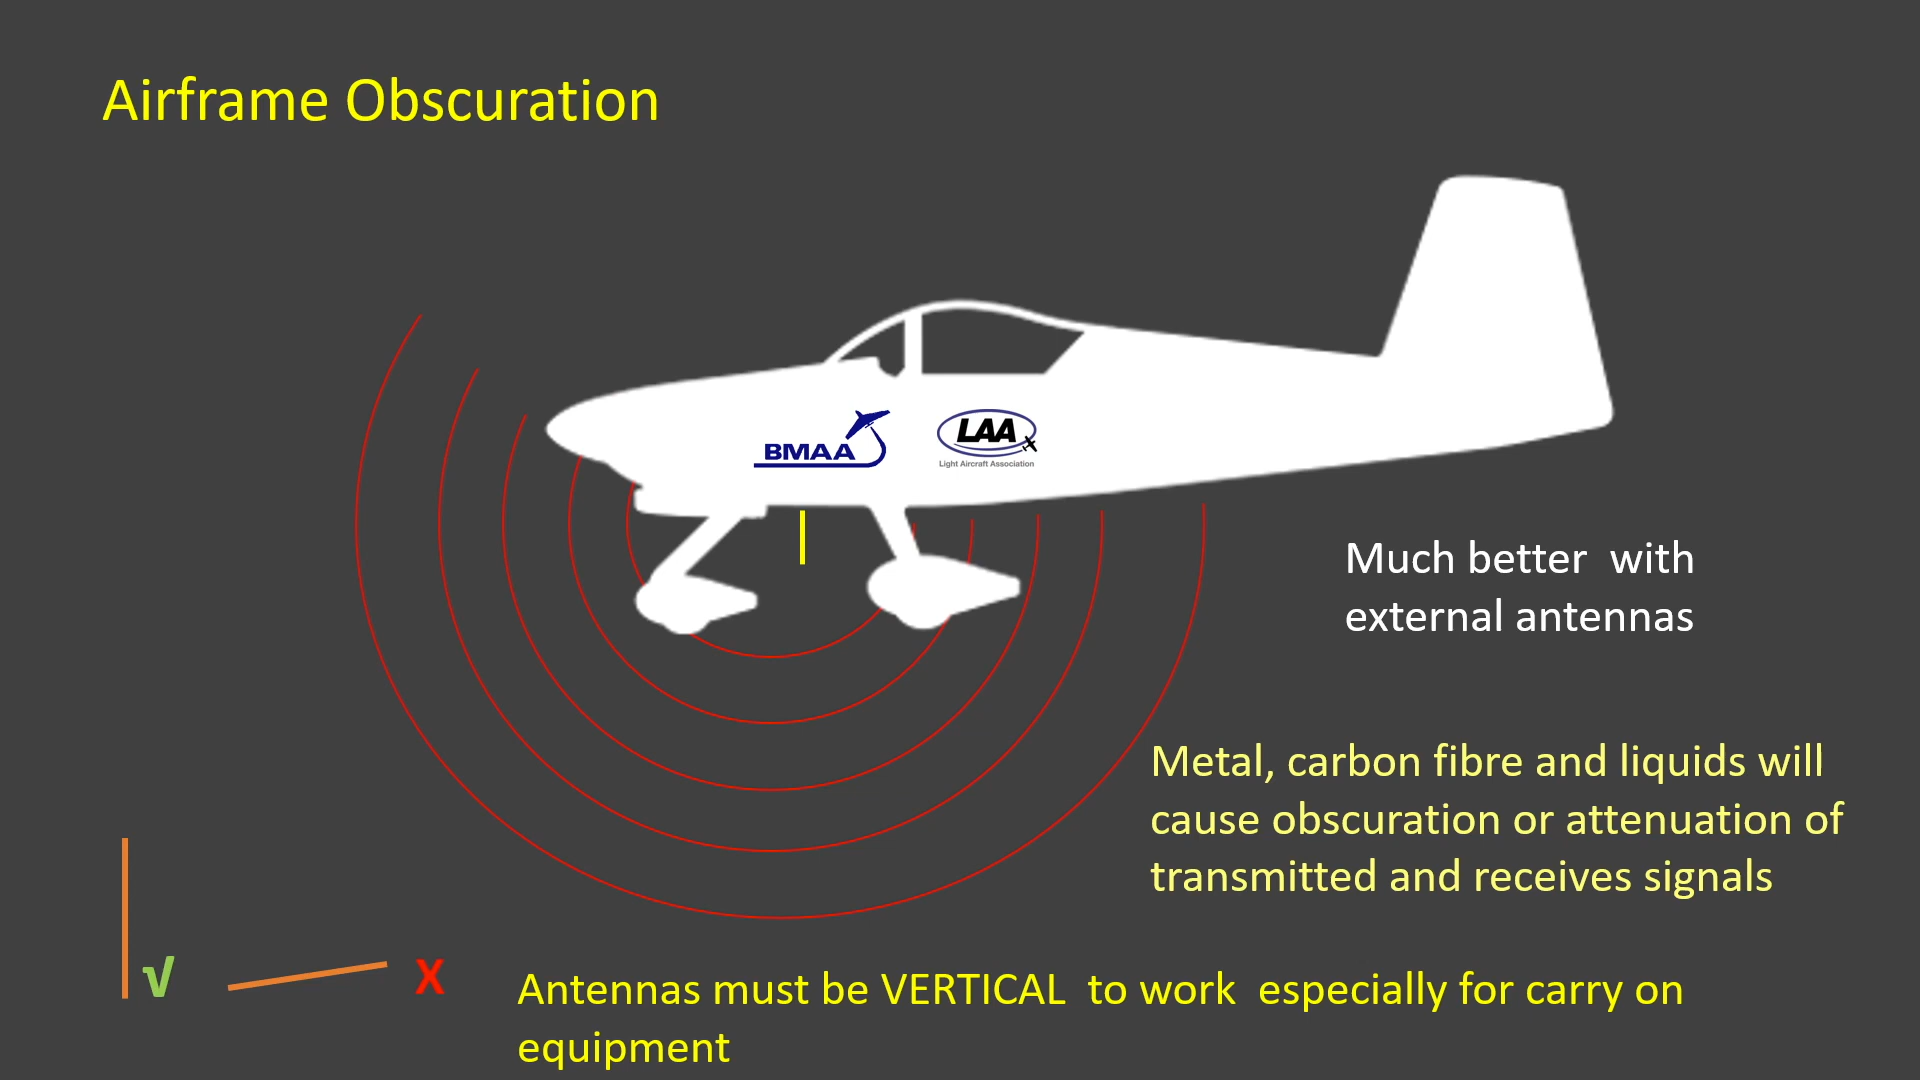 Airframe Obscuration
BMAA
LAA
Light Aircraft Association
Much better  with
external antennas
Metal, carbon fibre and liquids will
cause obscuration or attenuation of
transmitted and receives signals
√
X
Antennas must be VERTICAL  to work  especially for carry on
equipment